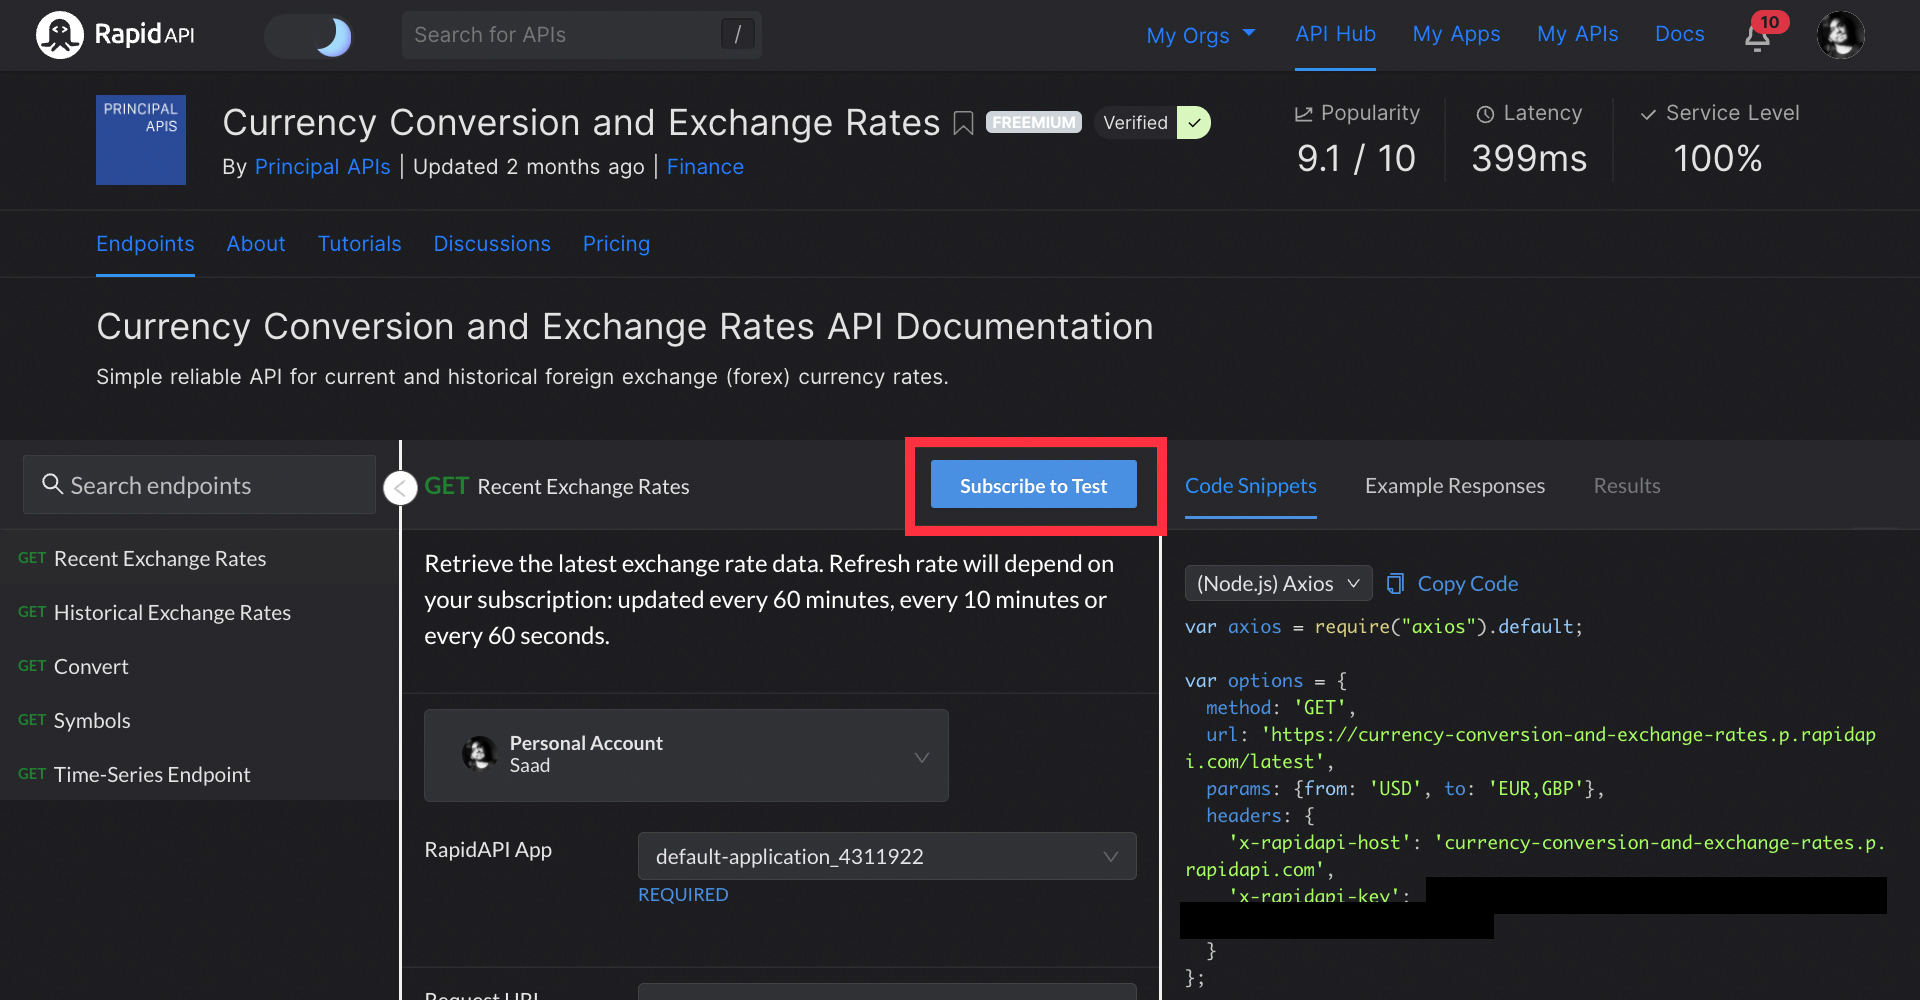 RapidAPI
Search for APIs /
My Orgs API Hub My Apps My APIs Docs 10
PRINCIPAL
APIS
Currency Conversion and Exchange Rates FREEMIUM Verified
By Principal APIs | Updated 2 months ago | Finance
Popularity
9.1 / 10
Latency
399ms
Service Level
100%
Endpoints About Tutorials Discussions Pricing
Currency Conversion and Exchange Rates API Documentation
Simple reliable API for current and historical foreign exchange (forex) currency rates.
Search endpoints
GET Recent Exchange Rates
GET Historical Exchange Rates
GET Convert
GET Symbols
GET Time-Series Endpoint
GET Recent Exchange Rates Subscribe to Test
Retrieve the latest exchange rate data. Refresh rate will depend on
your subscription: updated every 60 minutes, every 10 minutes or
every 60 seconds.
Personal Account
Saad
RapidAPI App default-application_4311922
REQUIRED
Request URL
Code Snippets Example Responses Results
(Node.js) Axios Copy Code
var axios = require("axios").default;
var options = {
method: 'GET',
url: 'https://currency-conversion-and-exchange-rates.p.rapidap
i.com/latest',
params: {from: 'USD', to: 'EUR,GBP'},
headers: {
'x-rapidapi-host': 'currency-conversion-and-exchange-rates.p.
rapidapi.com',
'x-rapidapi-key':
}
};